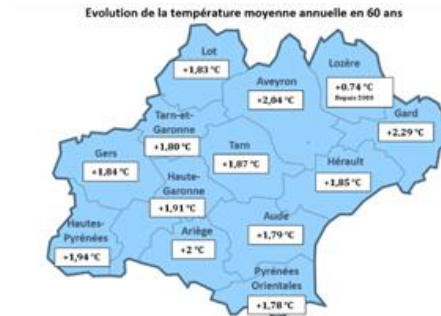 Evolution de la température moyenne annuelle en 60 ans
Lot
+1,83 °C
Aveyron
+2,04 °C
Lozère
+0.74 °C
Depuis 2000
Gard
+2,29 °C
Tarn-et-
Garonne
+1,80 °C
Gers
+1,84 °C
Tarn
+1,87 °C
Hérault
+1,85 °C
Haute-
Garonne
+1,91 °C
Hautes-
Pyrénées
+1,94 °C
Ariège
+2 °C
Aude
+1,79 °C
Pyrénées
Orientales
+1,78 °C